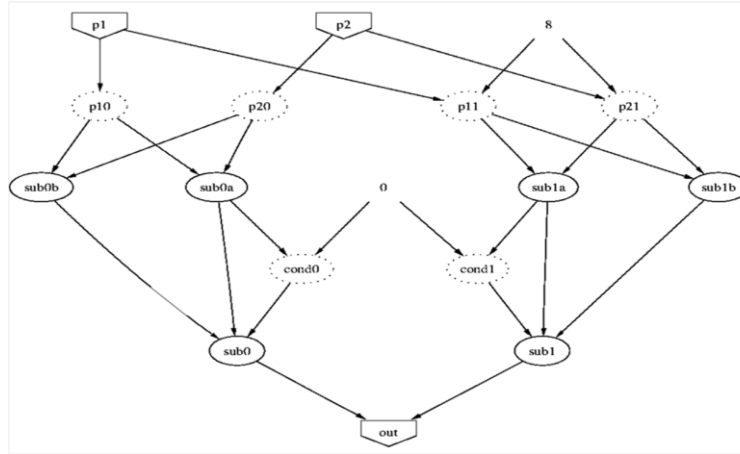 p1 p2 8
p10 p20 p11 p21
sub0b sub0a 0 sub1a sub1b
cond0 cond1
sub0 sub1
out